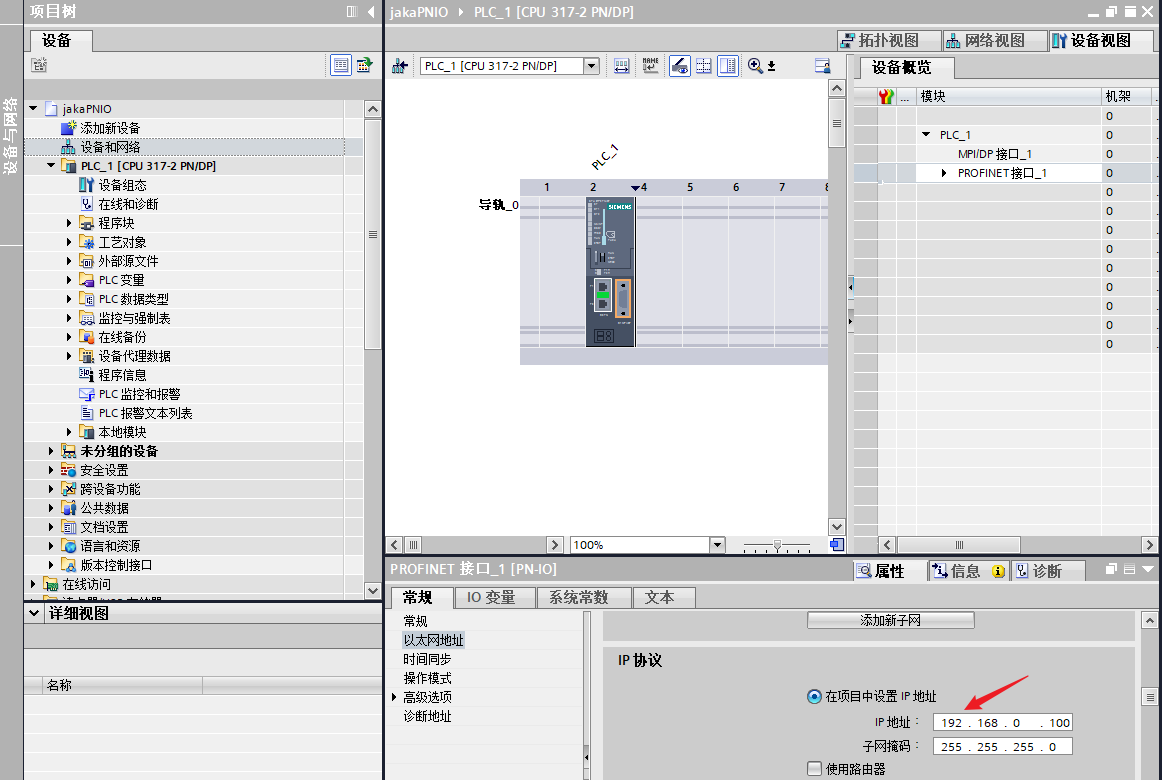 项目树
jakaPNIO
PLC_1 [CPU 317-2 PN/DP]
设备
拓扑视图
网络视图
设备视图
PLC_1 [CPU 317-2 PN/DP]
设备概览
设备与网络
jakaPNIO
添加新设备
设备和网络
PLC_1 [CPU 317-2 PN/DP]
设备组态
在线和诊断
程序块
工艺对象
外部源文件
PLC 变量
PLC 数据类型
监控与强制表
在线备份
设备代理数据
程序信息
PLC 监控和报警
PLC 报警文本列表
本地模块
未分组的设备
安全设置
跨设备功能
公共数据
文档设置
语言和资源
版本控制接口
在线访问
详细视图
名称
PLC_1
1 2 4 5 6 7 8
导轨_0
SIEMENS
100%
... 模块 机架
0
PLC_1 0
MPI/DP 接口_1 0
PROFINET接口_1 0
0
0
0
0
0
0
0
0
0
PROFINET 接口_1 [PN-IO]
属性
信息
诊断
常规
IO 变量
系统常数
文本
常规
以太网地址
时间同步
操作模式
高级选项
诊断地址
添加新子网
IP 协议
在项目中设置 IP 地址
IP 地址： 192 . 168 . 0 . 100
子网掩码： 255 . 255 . 255 . 0
使用路由器